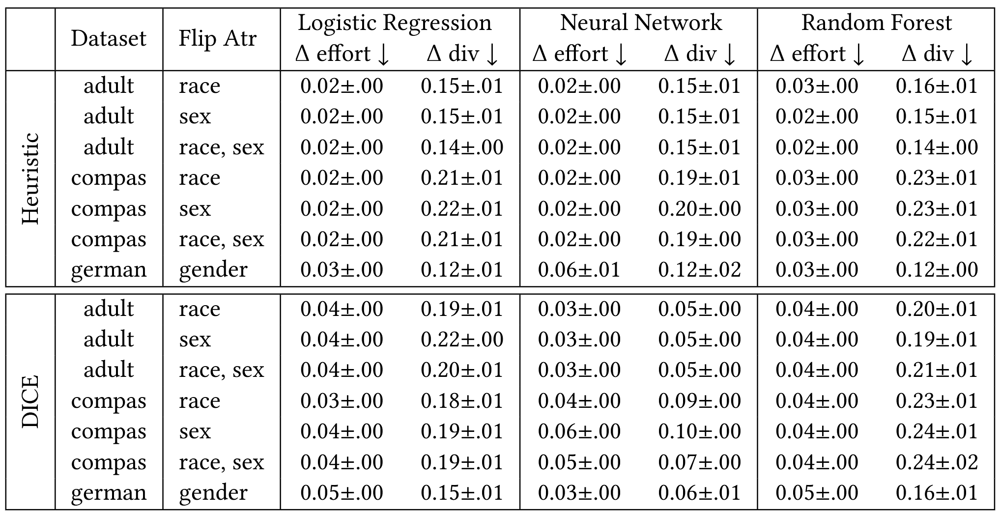 Dataset Flip Atr Logistic Regression Neural Network Random Forest
Δ effort ↓ Δ div ↓ Δ effort ↓ Δ div ↓ Δ effort ↓ Δ div ↓
Heuristic
adult race 0.02±.00 0.15±.01 0.02±.00 0.15±.01 0.03±.00 0.16±.01
adult sex 0.02±.00 0.15±.01 0.02±.00 0.15±.01 0.02±.00 0.15±.01
adult race, sex 0.02±.00 0.14±.00 0.02±.00 0.15±.01 0.02±.00 0.14±.00
compas race 0.02±.00 0.21±.01 0.02±.00 0.19±.01 0.03±.00 0.23±.01
compas sex 0.02±.00 0.22±.01 0.02±.00 0.20±.00 0.03±.00 0.23±.01
compas race, sex 0.02±.00 0.21±.01 0.02±.00 0.19±.00 0.03±.00 0.22±.01
german gender 0.03±.00 0.12±.01 0.06±.01 0.12±.02 0.03±.00 0.12±.00
DICE
adult race 0.04±.00 0.19±.01 0.03±.00 0.05±.00 0.04±.00 0.20±.01
adult sex 0.04±.00 0.22±.00 0.03±.00 0.05±.00 0.04±.00 0.19±.01
adult race, sex 0.04±.00 0.20±.01 0.03±.00 0.05±.00 0.04±.00 0.21±.01
compas race 0.03±.00 0.18±.01 0.04±.00 0.09±.00 0.04±.00 0.23±.01
compas sex 0.04±.00 0.19±.01 0.06±.00 0.10±.00 0.04±.00 0.24±.01
compas race, sex 0.04±.00 0.19±.01 0.05±.00 0.07±.00 0.04±.00 0.24±.02
german gender 0.05±.00 0.15±.01 0.03±.00 0.06±.01 0.05±.00 0.16±.01